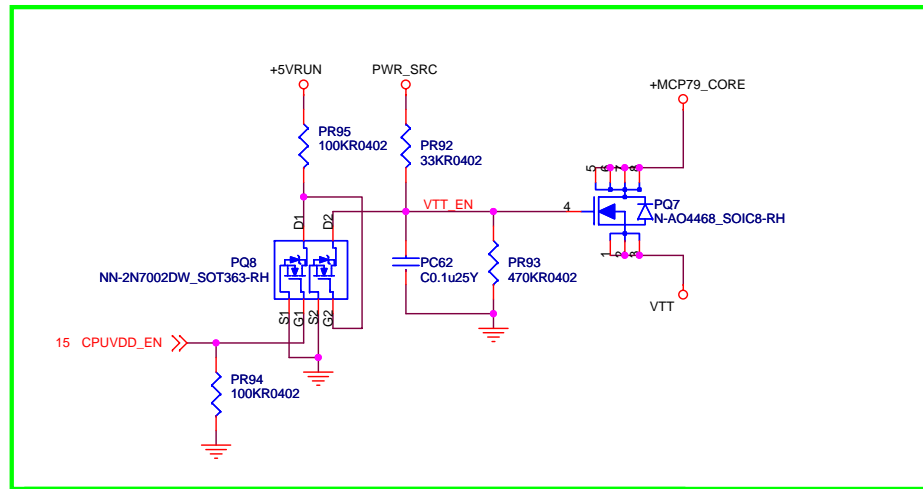 +5VRUN
PWR_SRC
+MCP79_CORE
PR95
100KR0402
PR92
33KR0402
5
6
7
8
D1
D2
VTT_EN
4
PQ7
N-AO4468_SOIC8-RH
PQ8
NN-2N7002DW_SOT363-RH
PC62
C0.1u25Y
PR93
470KR0402
1
2
3
S1
G1
S2
G2
VTT
15 CPUVDD_EN
PR94
100KR0402